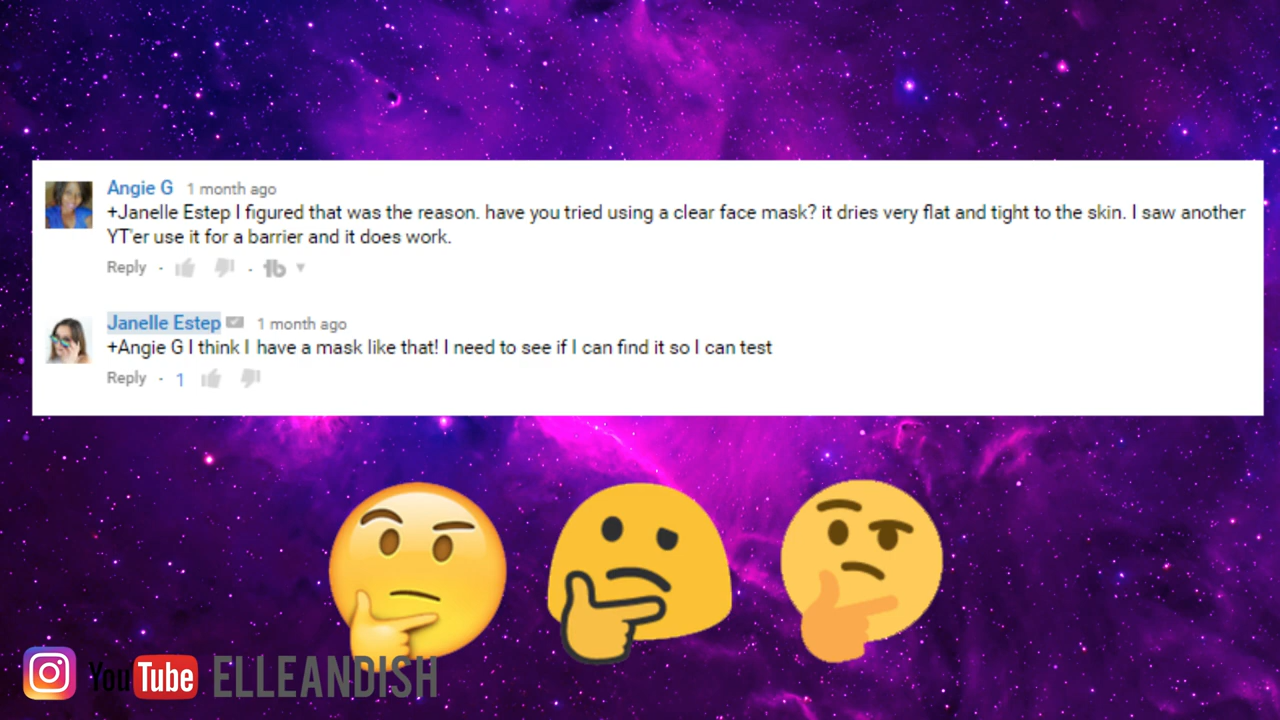 Angie G 1 month ago
+Janelle Estep I figured that was the reason. have you tried using a clear face mask? it dries very flat and tight to the skin. I saw another
YT'er use it for a barrier and it does work.
Reply
Janelle Estep 1 month ago
+Angie G I think I have a mask like that! I need to see if I can find it so I can test
Reply · 1
YouTube ELLEANDISH